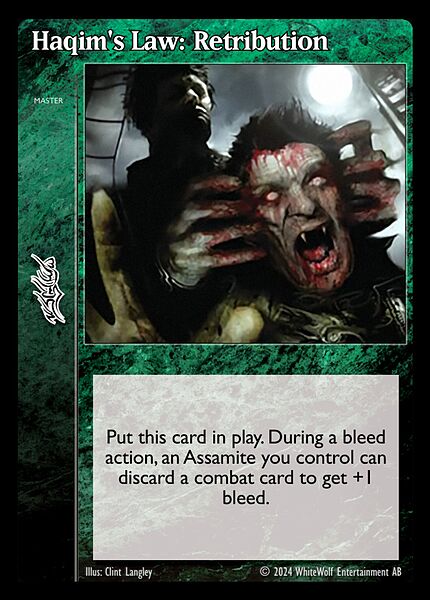 Haqim's Law: Retribution
MASTER
Put this card in play. During a bleed
action, an Assamite you control can
discard a combat card to get +1
bleed.
Illus: Clint Langley
© 2024 WhiteWolf Entertainment AB